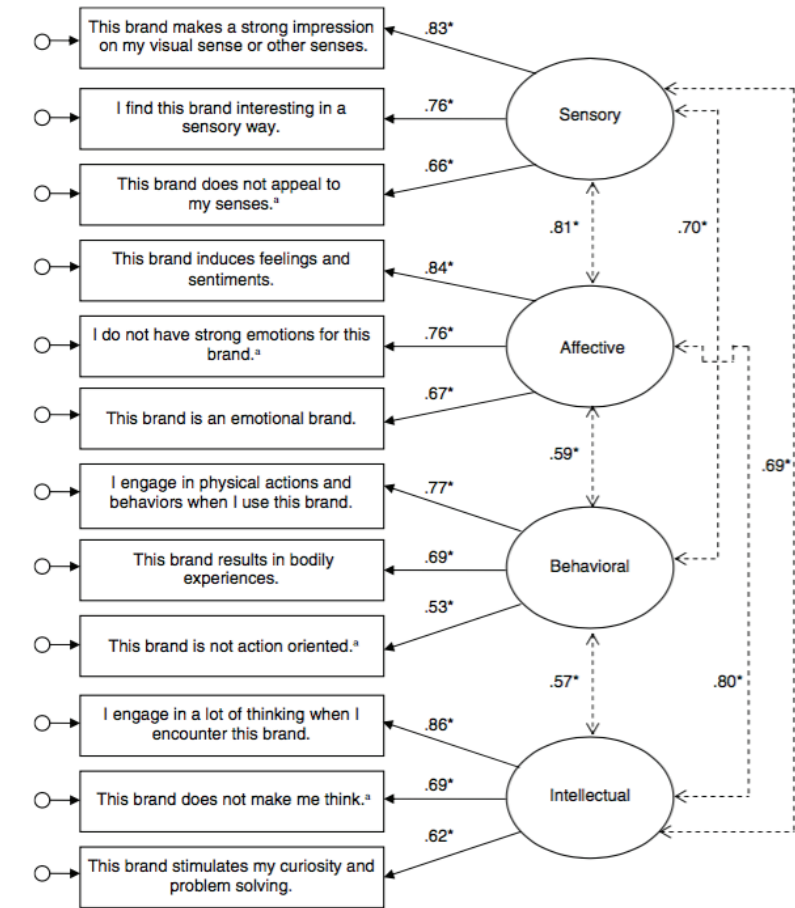 This brand makes a strong impression
on my visual sense or other senses.
.83*
I find this brand interesting in a
sensory way.
.76*
Sensory
This brand does not appeal to
my senses.ª
.66*
.81*
.70*
This brand induces feelings and
sentiments.
.84*
I do not have strong emotions for this
brand.ª
.76*
Affective
This brand is an emotional brand.
.67*
.59*
.69*
I engage in physical actions and
behaviors when I use this brand.
.77*
This brand results in bodily
experiences.
.69*
Behavioral
This brand is not action oriented.ª
.53*
.57*
.80*
I engage in a lot of thinking when I
encounter this brand.
.86*
This brand does not make me think.ª
.69*
Intellectual
This brand stimulates my curiosity and
problem solving.
.62*